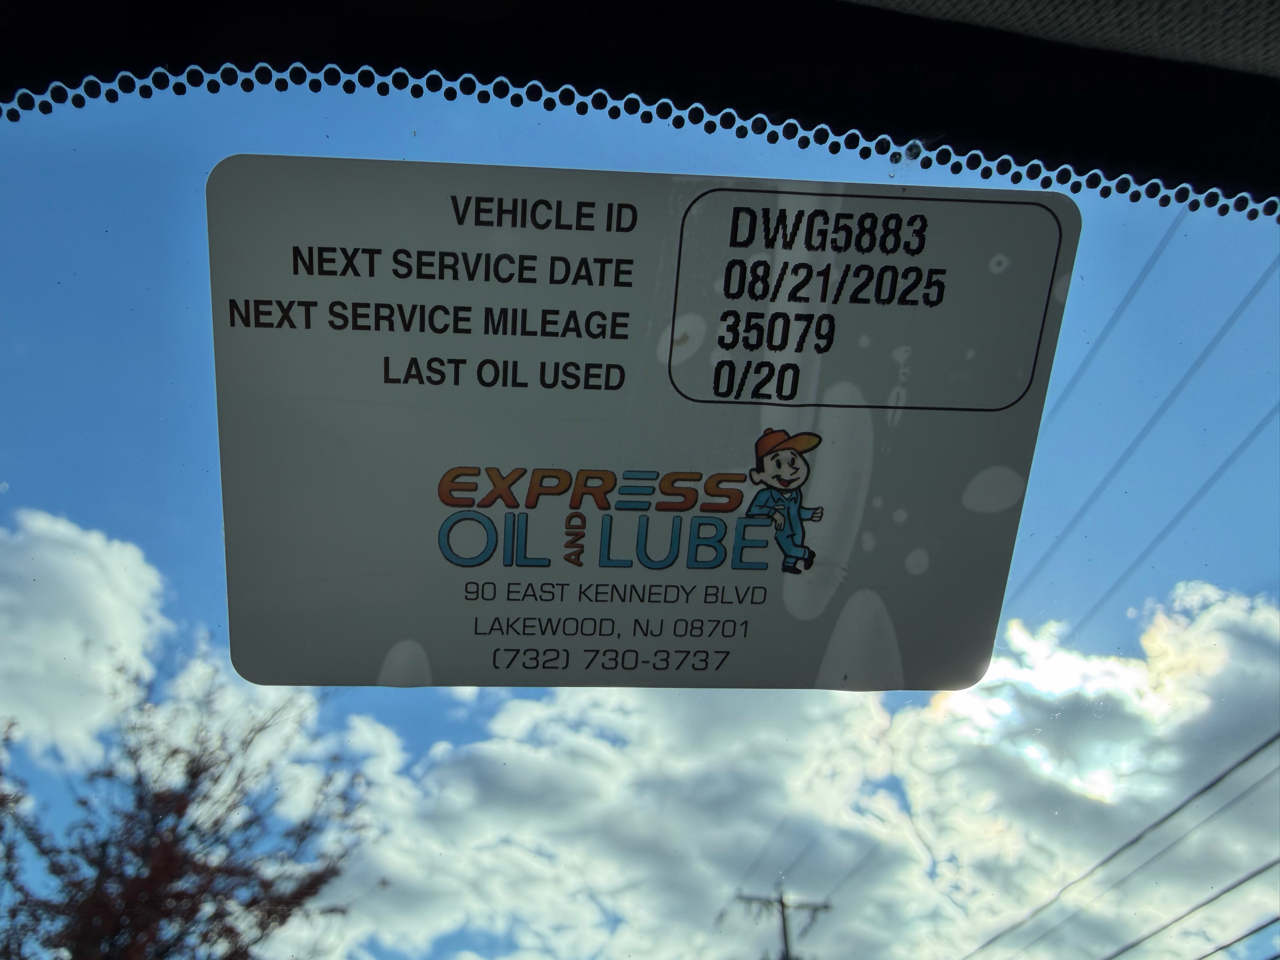 VEHICLE ID DWG5883
NEXT SERVICE DATE 08/21/2025
NEXT SERVICE MILEAGE 35079
LAST OIL USED 0/20
EXPRESS
OIL AND LUBE
90 EAST KENNEDY BLVD
LAKEWOOD, NJ 08701
(732) 730-3737